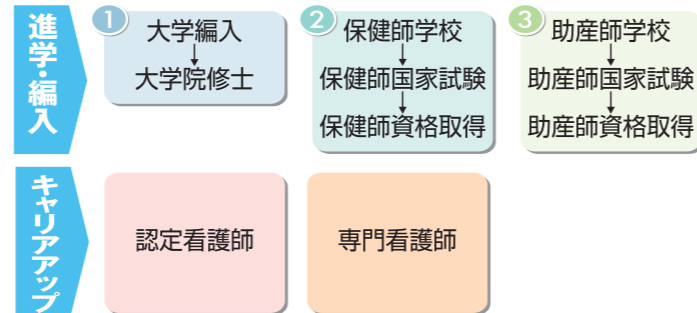 進学・編入
1
大学編入
↓
大学院修士
2
保健師学校
↓
保健師国家試験
↓
保健師資格取得
3
助産師学校
↓
助産師国家試験
↓
助産師資格取得
キャリアアップ
認定看護師
専門看護師